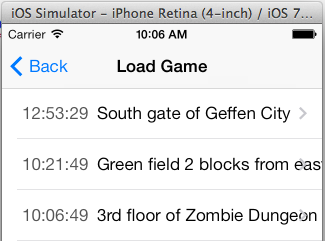 iOS Simulator – iPhone Retina (4-inch) / iOS 7...
Carrier 10:06 AM
Back Load Game
12:53:29 South gate of Geffen City
10:21:49 Green field 2 blocks from east
10:06:49 3rd floor of Zombie Dungeon